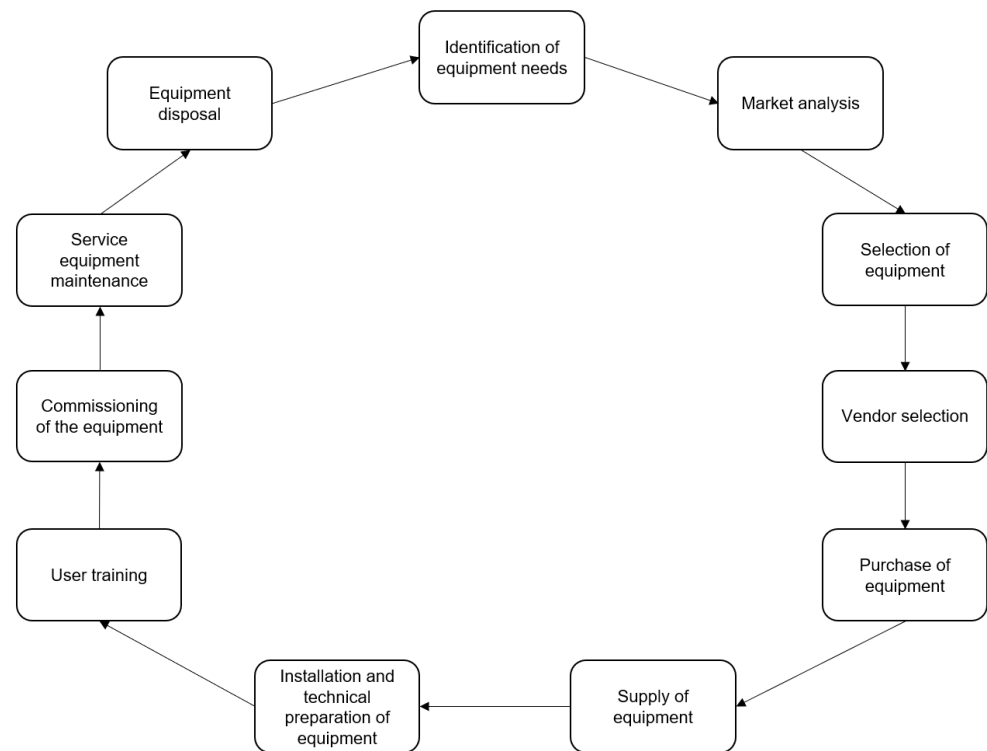 Identification of
equipment needs
Market analysis
Selection of
equipment
Vendor selection
Purchase of
equipment
Supply of
equipment
Installation and
technical
preparation of
equipment
User training
Commissioning
of the equipment
Service
equipment
maintenance
Equipment
disposal